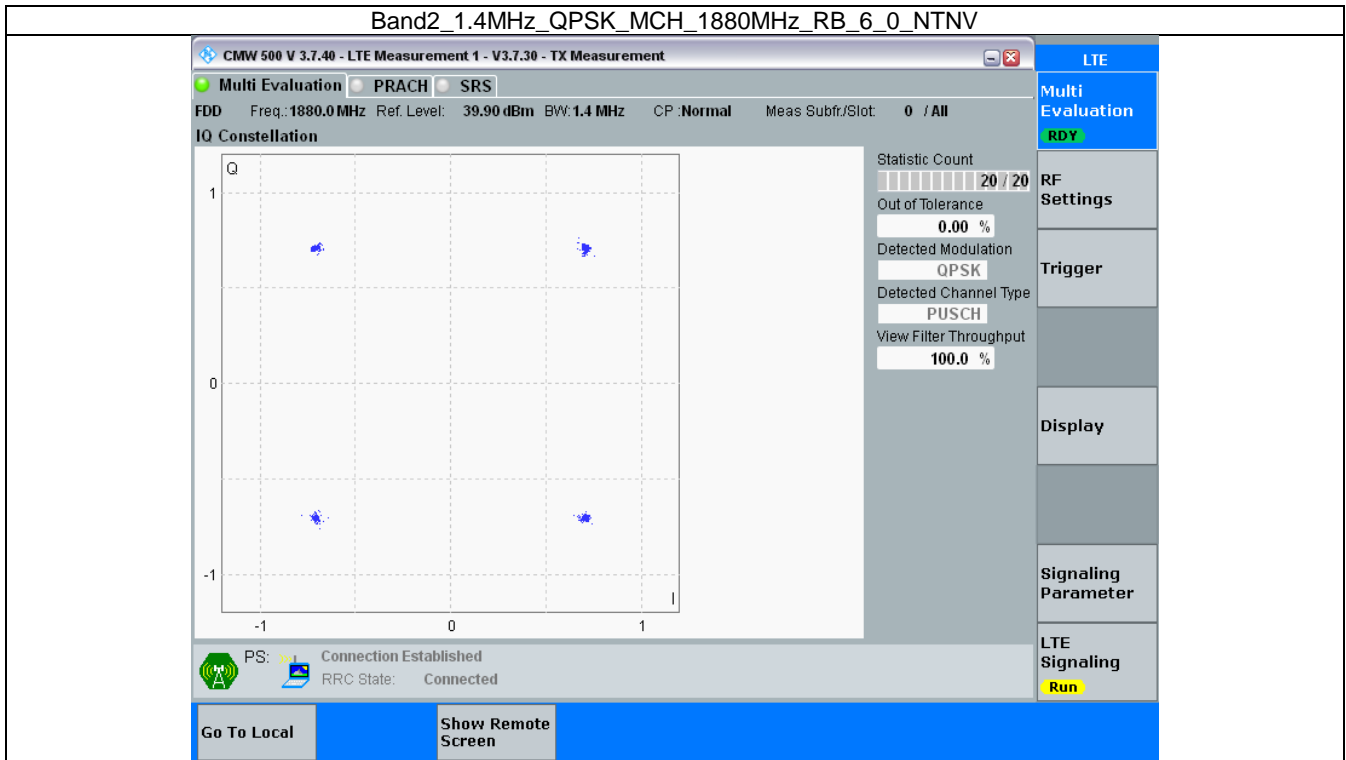 Band2_1.4MHz_QPSK_MCH_1880MHz_RB_6_0_NTNV
CMW 500 V 3.7.40 - LTE Measurement 1 - V3.7.30 - TX Measurement
LTE
Multi Evaluation PRACH SRS
FDD Freq.: 1880.0 MHz Ref. Level: 39.90 dBm BW: 1.4 MHz CP : Normal Meas Subfr./Slot: 0 / All
IQ Constellation
Q
1
0
-1
I
-1 0 1
Statistic Count
20 / 20
Out of Tolerance
0.00 %
Detected Modulation
QPSK
Detected Channel Type
PUSCH
View Filter Throughput
100.0 %
Multi
Evaluation
RDY
RF
Settings
Trigger
Display
Signaling
Parameter
LTE
Signaling
Run
PS: Connection Established
RRC State: Connected
Go To Local
Show Remote
Screen